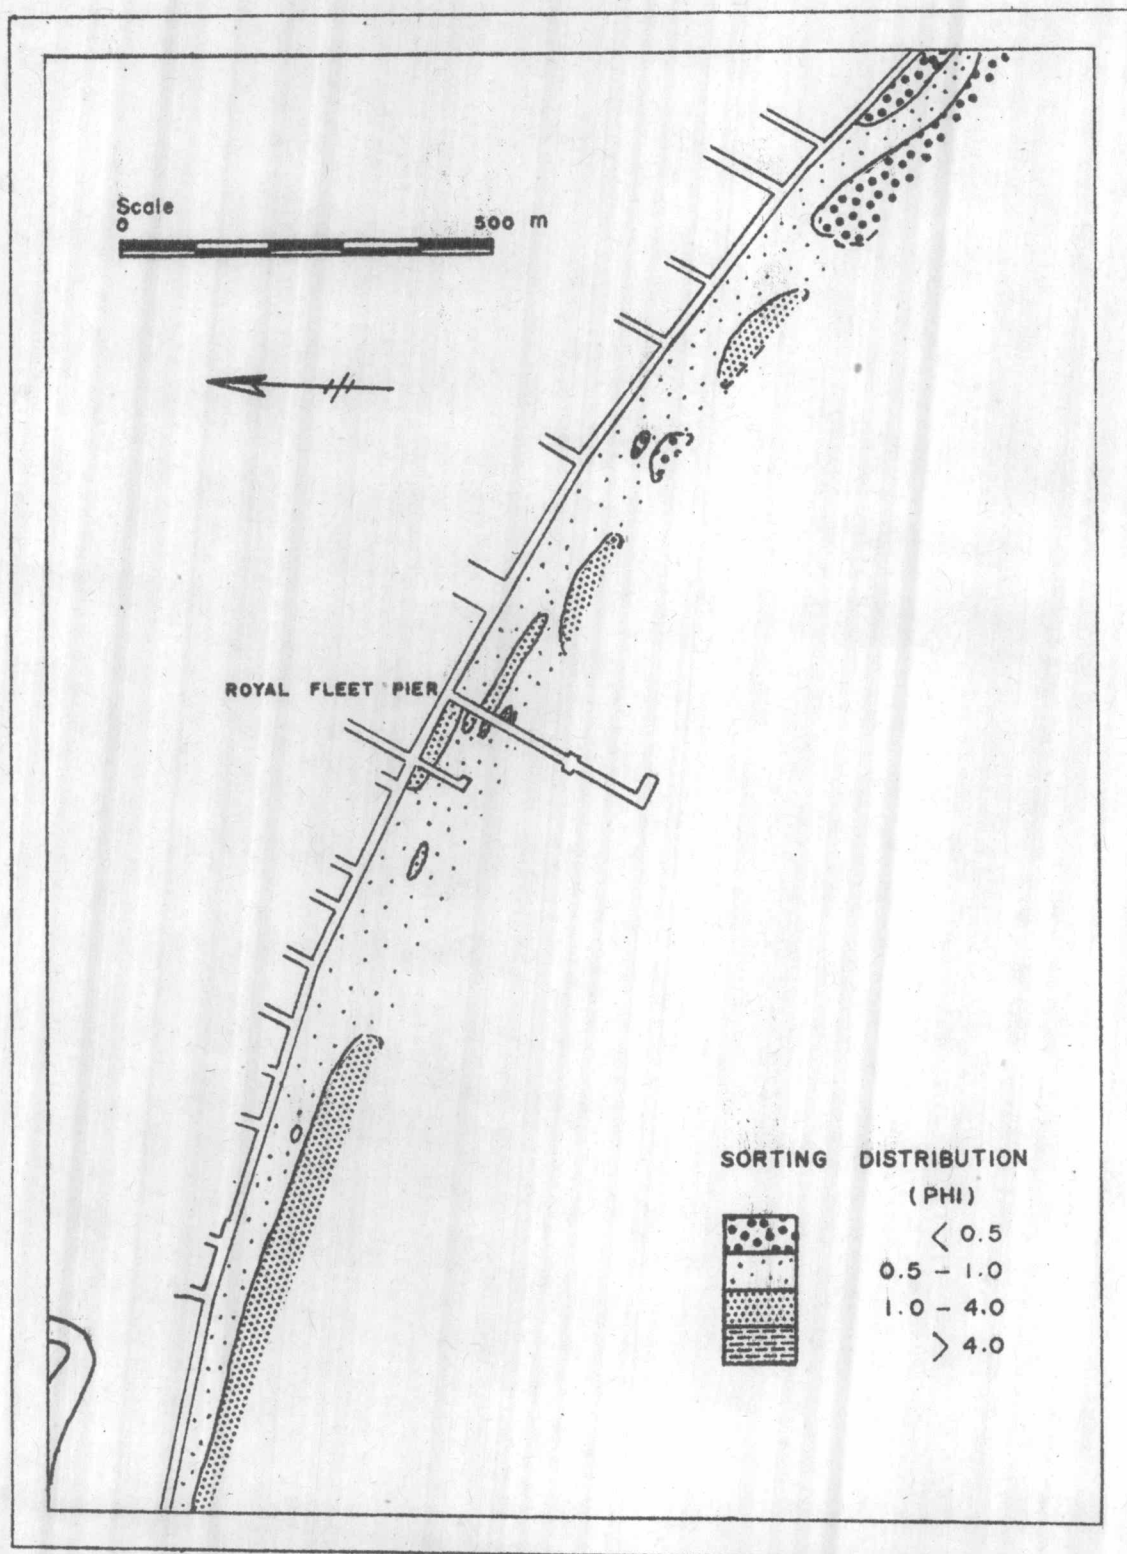 Scale
0 500 m
ROYAL FLEET PIER
SORTING DISTRIBUTION
(PHI)
< 0.5
0.5 - 1.0
1.0 - 4.0
> 4.0